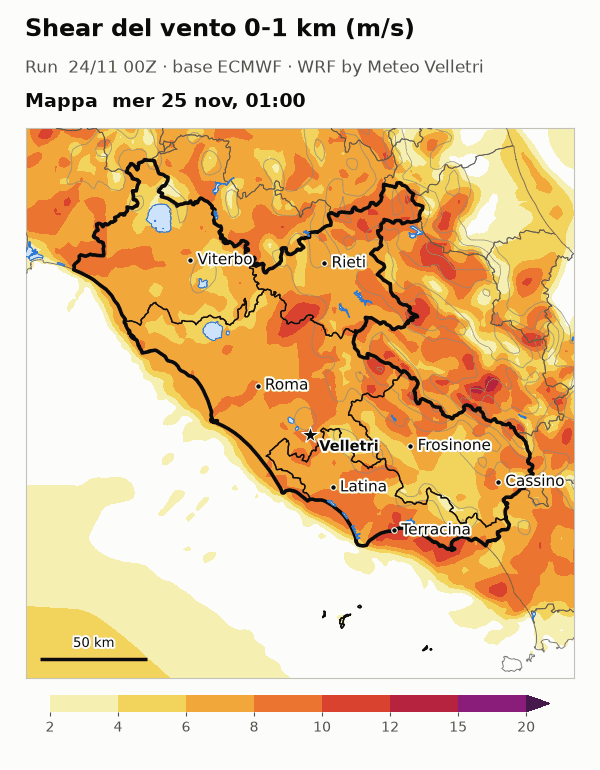 Shear del vento 0-1 km (m/s)
Run  24/11 00Z · base ECMWF · WRF by Meteo Velletri
Mappa  mer 25 nov, 01:00
Viterbo
Rieti
Roma
Velletri
Frosinone
Latina
Cassino
Terracina
50 km
2 4 6 8 10 12 15 20